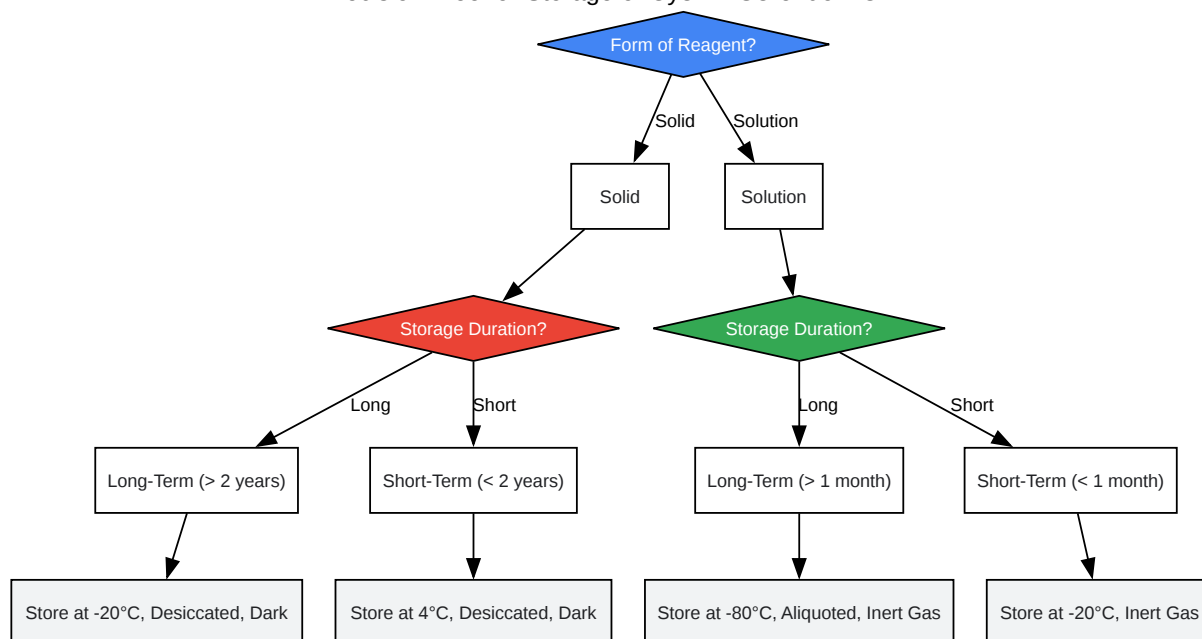 Form of Reagent?
Solid
Solution
Solid
Solution
Storage Duration?
Storage Duration?
Long
Short
Long
Short
Long-Term (> 2 years)
Short-Term (< 2 years)
Long-Term (> 1 month)
Short-Term (< 1 month)
Store at -20°C, Desiccated, Dark
Store at 4°C, Desiccated, Dark
Store at -80°C, Aliquoted, Inert Gas
Store at -20°C, Inert Gas